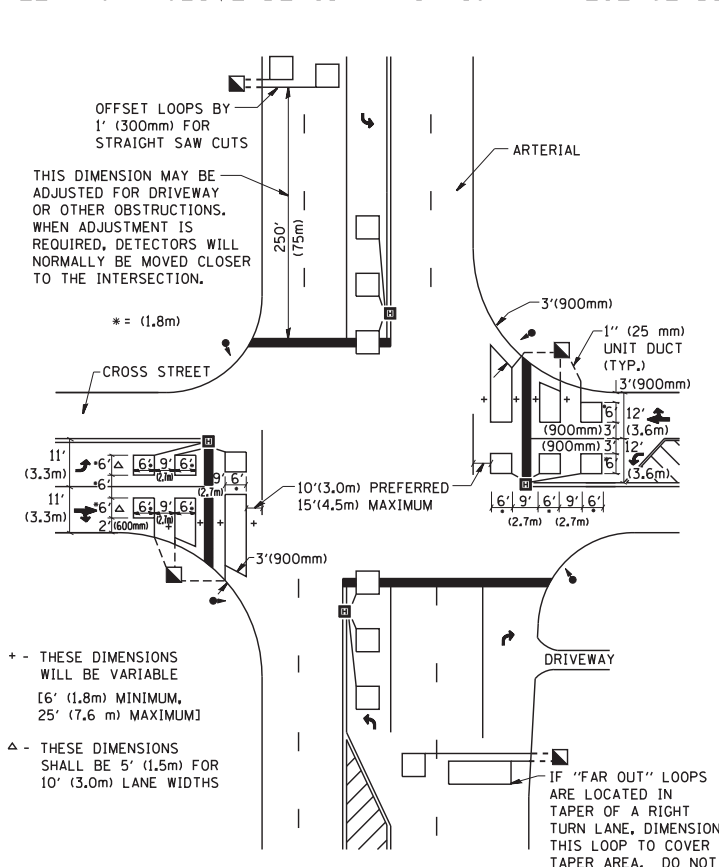 OFFSET LOOPS BY
1' (300mm) FOR
STRAIGHT SAW CUTS
THIS DIMENSION MAY BE
ADJUSTED FOR DRIVEWAY
OR OTHER OBSTRUCTIONS.
WHEN ADJUSTMENT IS
REQUIRED, DETECTORS WILL
NORMALLY BE MOVED CLOSER
TO THE INTERSECTION.
250'
(75m)
* = (1.8m)
ARTERIAL
3'(900mm)
1'' (25 mm)
UNIT DUCT
(TYP.)
CROSS STREET
H
3'(900mm)
+
+
+
+
*6'
12'
(3.6m)
(900mm) 3'
(900mm) 3'
12'
(3.6m)
*6'
H
6' 9' 6' 9' 6'
(2.7m) (2.7m)
H
11'
(3.3m)
*6'
Δ
6' 9' 6'
(2.7m)
9' 6'
(2.7m)
*6'
11'
(3.3m)
*6'
Δ
6' 9' 6'
(2.7m)
2'
(600mm)
+
+
+
+
10'(3.0m) PREFERRED
15'(4.5m) MAXIMUM
3'(900mm)
H
+ - THESE DIMENSIONS
WILL BE VARIABLE
[6' (1.8m) MINIMUM,
25' (7.6 m) MAXIMUM]
Δ - THESE DIMENSIONS
SHALL BE 5' (1.5m) FOR
10' (3.0m) LANE WIDTHS
DRIVEWAY
IF "FAR OUT" LOOPS
ARE LOCATED IN
TAPER OF A RIGHT
TURN LANE, DIMENSION
THIS LOOP TO COVER
TAPER AREA. DO NOT